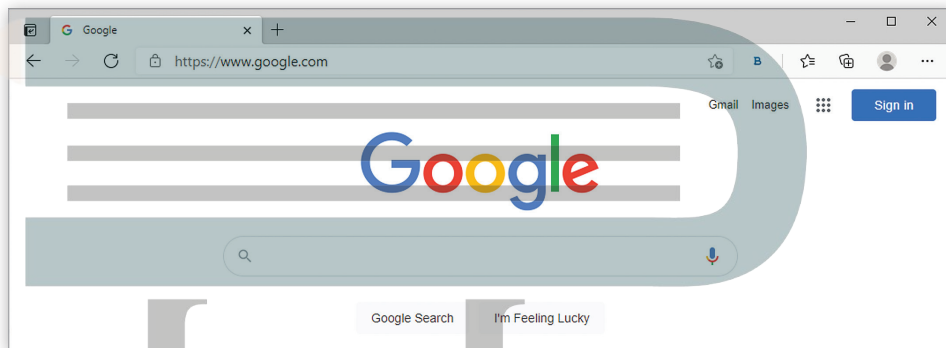 Google
https://www.google.com
B
Gmail Images Sign in
Google
Google Search I'm Feeling Lucky